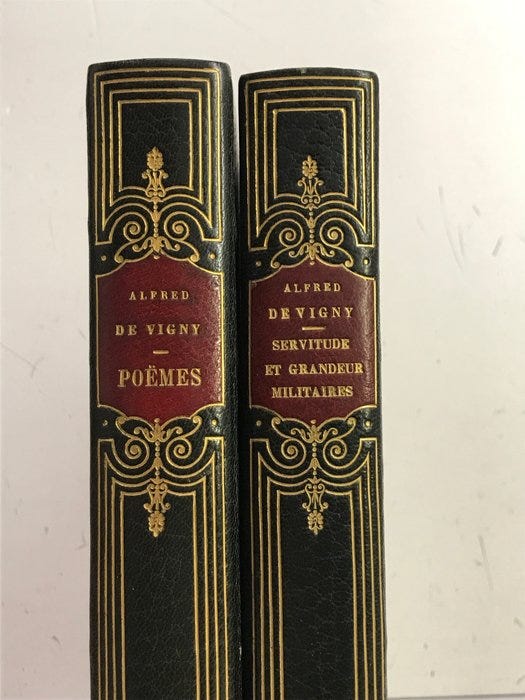 ALFRED
DE VIGNY
POËMES
ALFRED
DE VIGNY
SERVITUDE
ET GRANDEUR
MILITAIRES